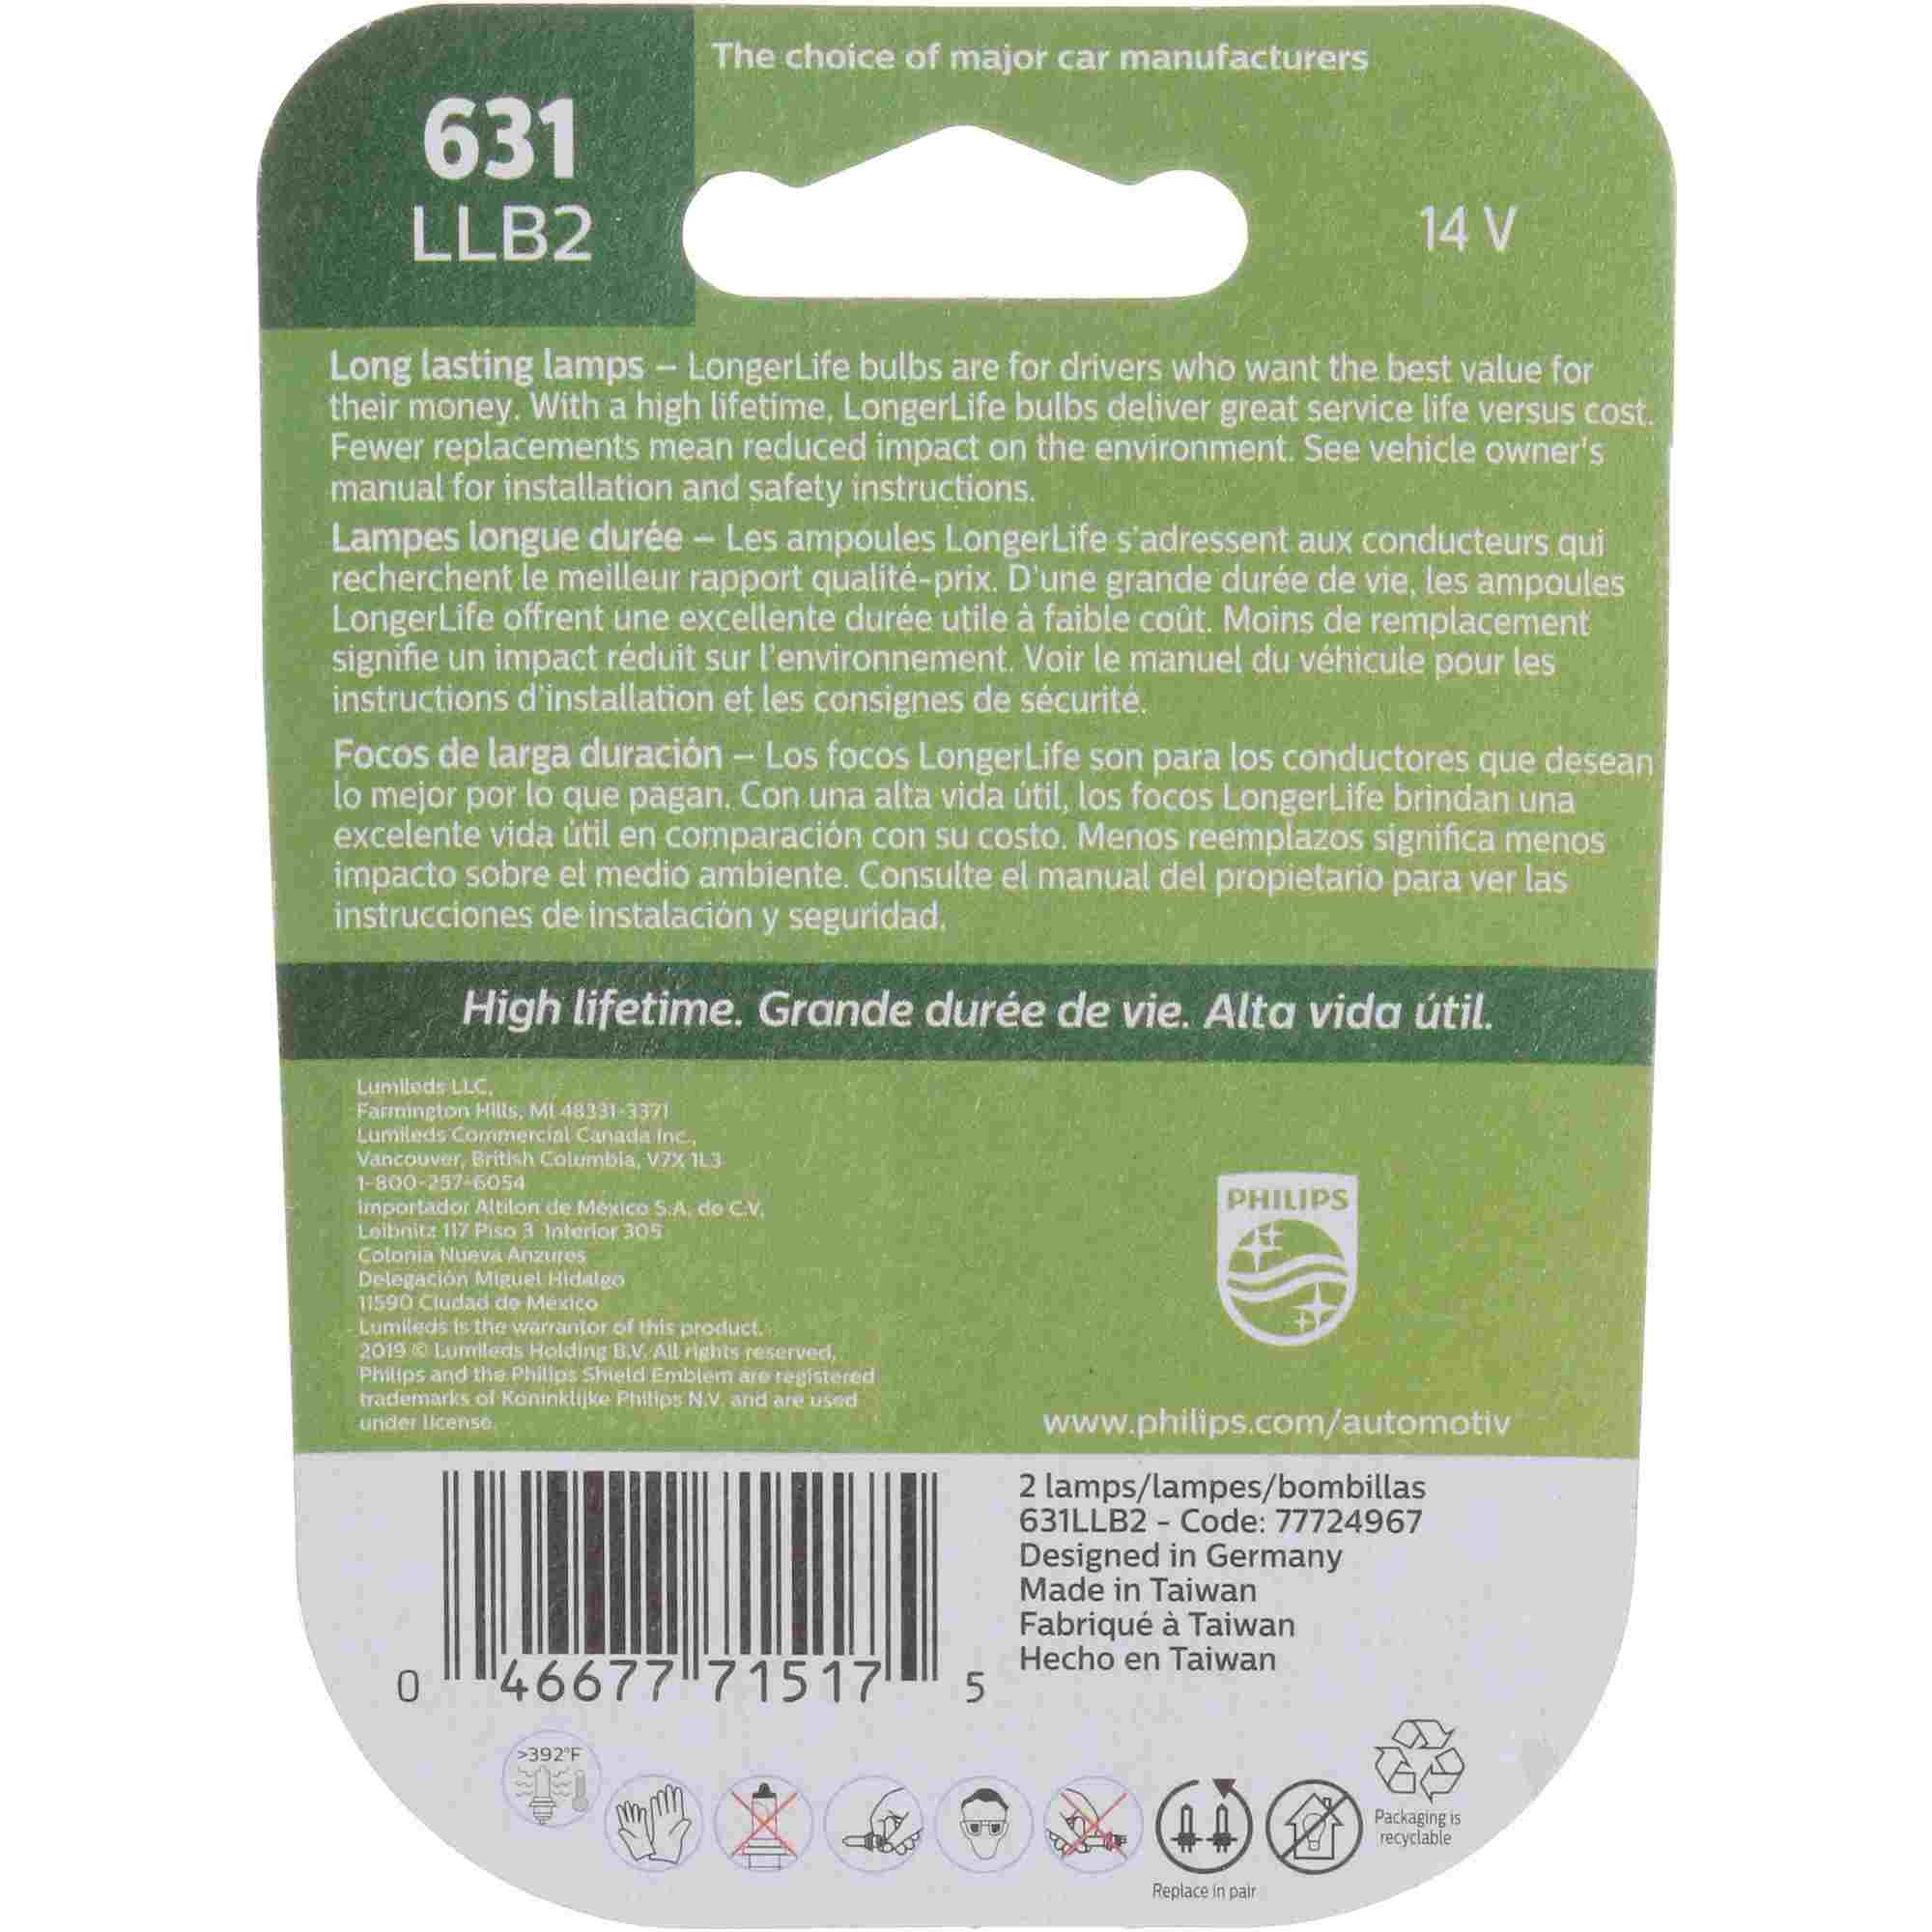 The choice of major car manufacturers
631
LLB2
14 V
Long lasting lamps – LongerLife bulbs are for drivers who want the best value for
their money. With a high lifetime, LongerLife bulbs deliver great service life versus cost.
Fewer replacements mean reduced impact on the environment. See vehicle owner's
manual for installation and safety instructions.
Lampes longue durée – Les ampoules LongerLife s'adressent aux conducteurs qui
recherchent le meilleur rapport qualité-prix. D'une grande durée de vie, les ampoules
LongerLife offrent une excellente durée utile à faible coût. Moins de remplacement
signifie un impact réduit sur l'environnement. Voir le manuel du véhicule pour les
instructions d'installation et les consignes de sécurité.
Focos de larga duración – Los focos LongerLife son para los conductores que desean
lo mejor por lo que pagan. Con una alta vida útil, los focos LongerLife brindan una
excelente vida útil en comparación con su costo. Menos reemplazos significa menos
impacto sobre el medio ambiente. Consulte el manual del propietario para ver las
instrucciones de instalación y seguridad.
High lifetime. Grande durée de vie. Alta vida útil.
Lumileds LLC,
Farmington Hills, MI 48331-3371
Lumileds Commercial Canada Inc.,
Vancouver, British Columbia, V7X 1L3
1-800-257-6054
Importador Altilon de México S.A. de C.V.
Leibnitz 117 Piso 3 Interior 305
Colonia Nueva Anzures
Delegación Miguel Hidalgo
11590 Ciudad de México
Lumileds is the warrantor of this product.
2019 © Lumileds Holding B.V. All rights reserved.
Philips and the Philips Shield Emblem are registered
trademarks of Koninklijke Philips N.V. and are used
under license.
PHILIPS
www.philips.com/automotiv
2 lamps/lampes/bombillas
631LLB2 - Code: 77724967
Designed in Germany
Made in Taiwan
Fabriqué à Taiwan
Hecho en Taiwan
0 46677 71517 5
>392°F
Packaging is
recyclable
Replace in pair